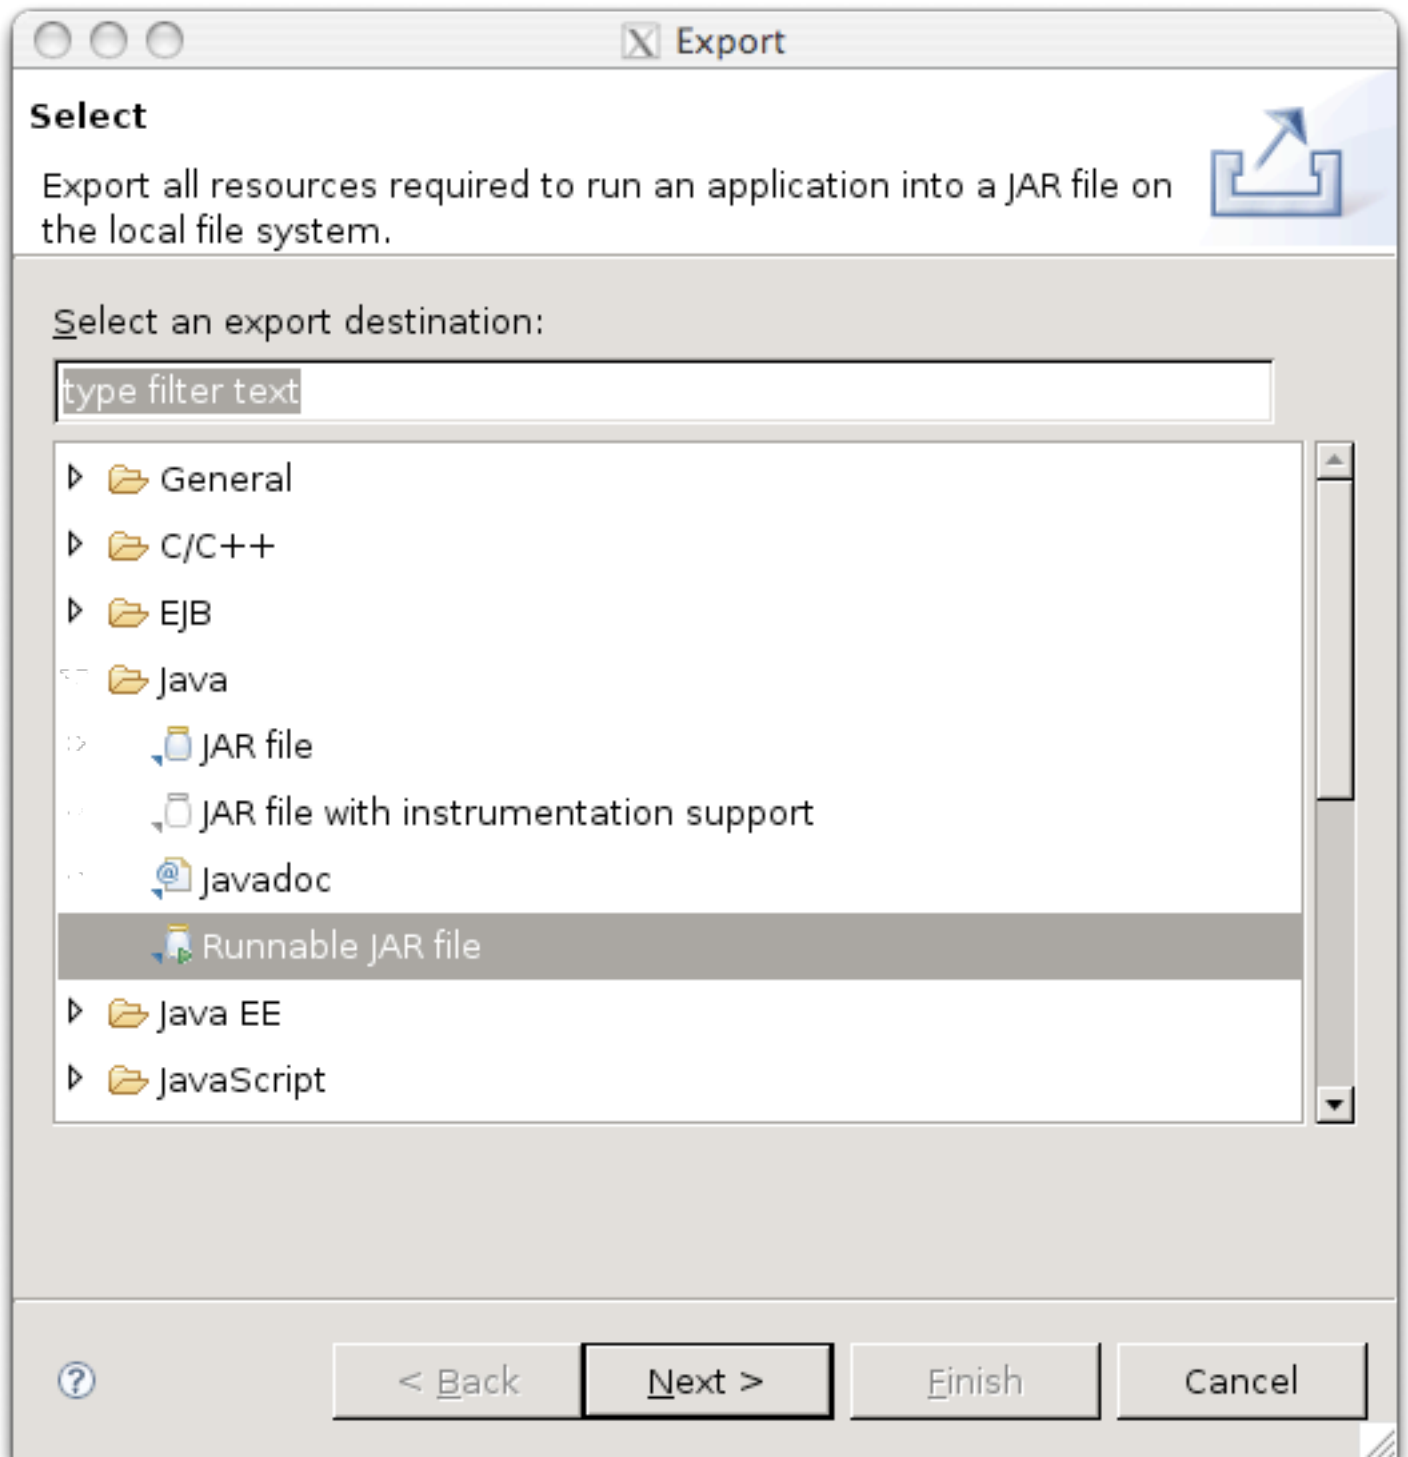 Export
Select
Export all resources required to run an application into a JAR file on
the local file system.
Select an export destination:
type filter text
General
C/C++
EJB
Java
JAR file
JAR file with instrumentation support
Javadoc
Runnable JAR file
Java EE
JavaScript
< Back
Next >
Finish
Cancel